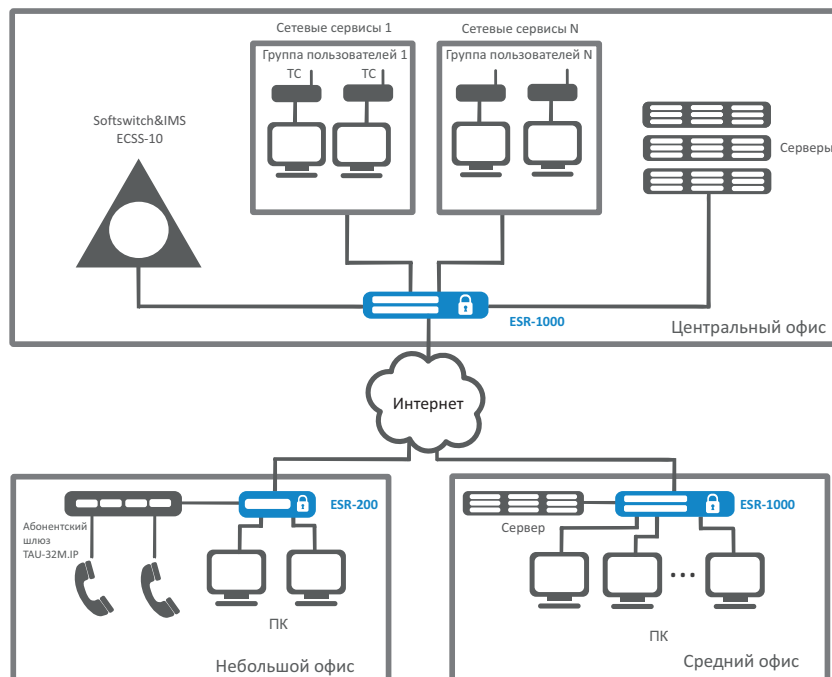 Сетевые сервисы 1
Сетевые сервисы N
Группа пользователей 1
Группа пользователей N
ТС
ТС
Softswitch&IMS
ECSS-10
Серверы
ESR-1000
Центральный офис
Интернет
ESR-200
Абонентский
шлюз
TAU-32M.IP
ПК
Небольшой офис
ESR-1000
Сервер
ПК
Средний офис